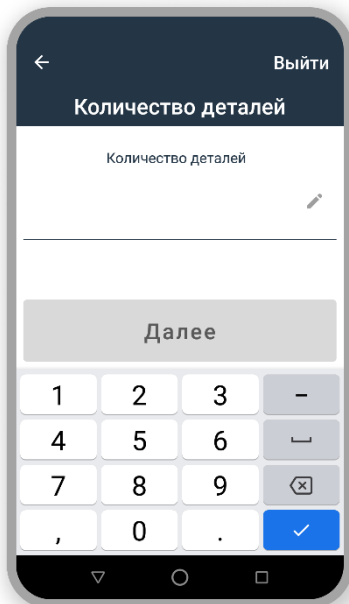 Выйти
Количество деталей
Количество деталей
Далее
1 2 3 -
4 5 6
7 8 9
, 0 .